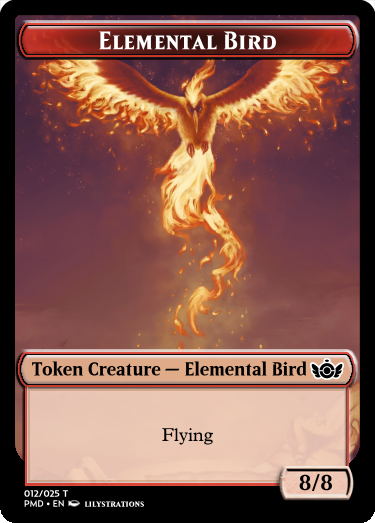 Elemental Bird
Token Creature — Elemental Bird
Flying
8/8
012/025 T
PMD • EN LILYSTRATIONS